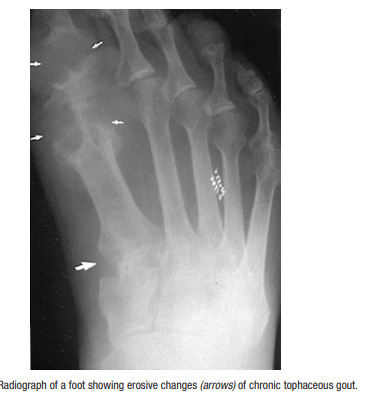 Radiograph of a foot showing erosive changes (arrows) of chronic tophaceous gout.